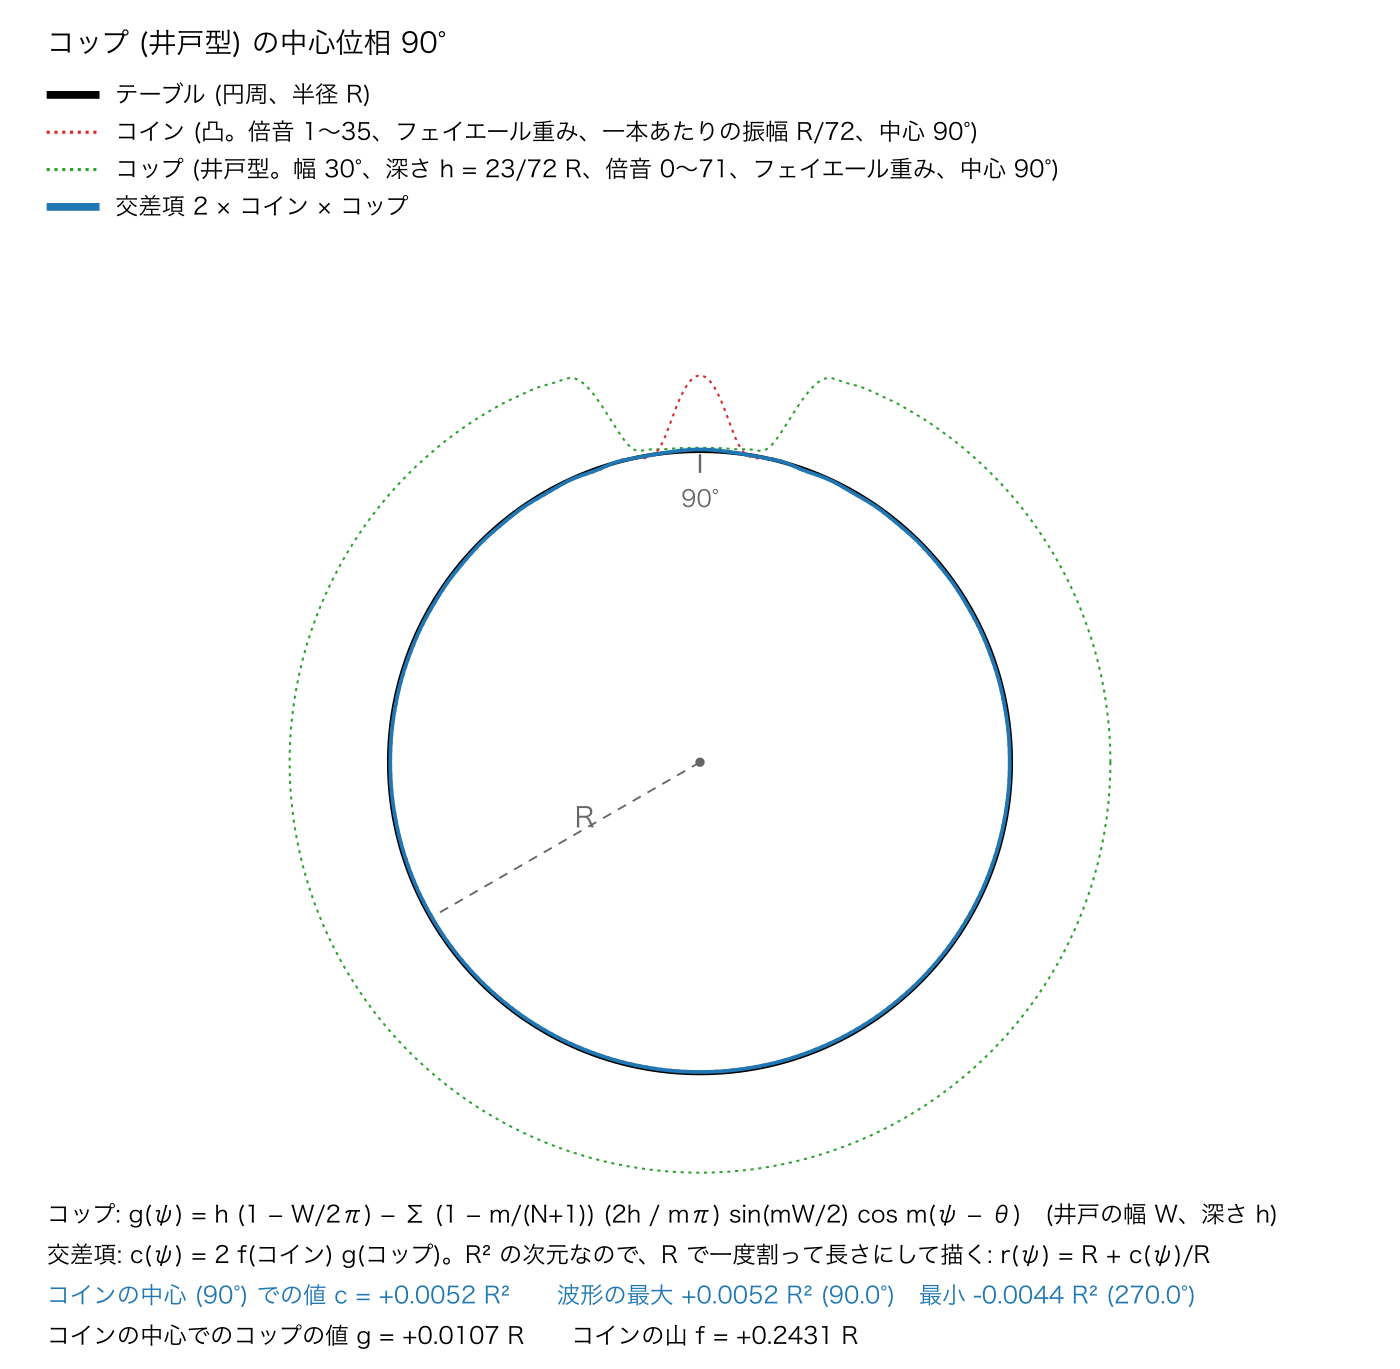 コップ (井戸型) の中心位相 90°
テーブル (円周、半径 R)
コイン (凸。倍音 1〜35、フェイエール重み、一本あたりの振幅 R/72、中心 90°)
コップ (井戸型。幅 30°、深さ h = 23/72 R、倍音 0〜71、フェイエール重み、中心 90°)
交差項 2 × コイン × コップ
90°
R
コップ: g(ψ) = h (1 − W/2π) − Σ (1 − m/(N+1)) (2h / mπ) sin(mW/2) cos m(ψ − θ)　(井戸の幅 W、深さ h)
交差項: c(ψ) = 2 f(コイン) g(コップ)。R² の次元なので、R で一度割って長さにして描く: r(ψ) = R + c(ψ)/R
コインの中心 (90°) での値 c = +0.0052 R²　　波形の最大 +0.0052 R² (90.0°)　最小 -0.0044 R² (270.0°)
コインの中心でのコップの値 g = +0.0107 R　　コインの山 f = +0.2431 R